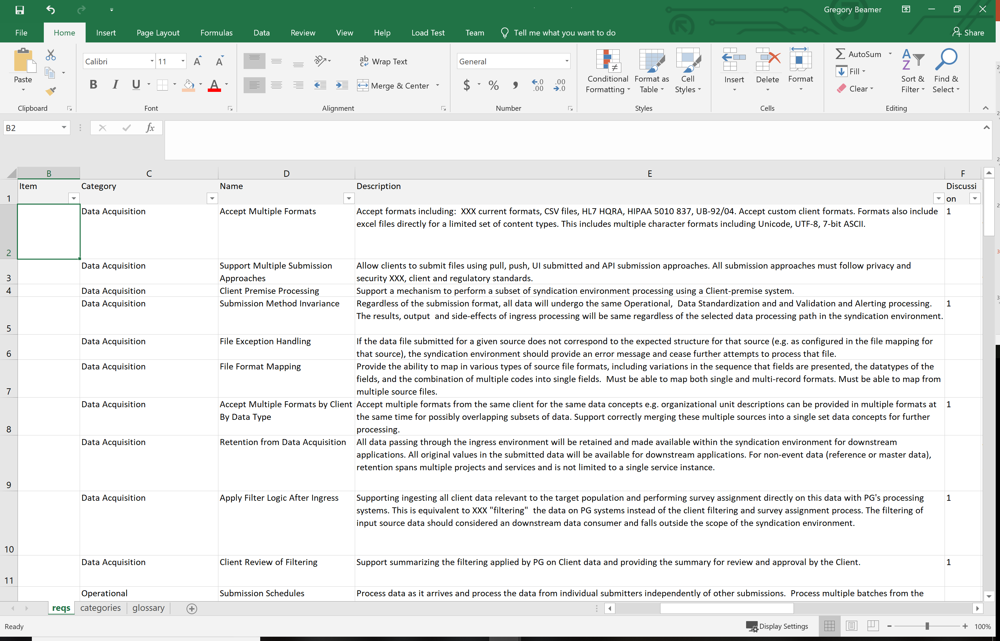 Gregory Beamer
File Home Insert Page Layout Formulas Data Review View Help Load Test Team Tell me what you want to do Share
Paste
Clipboard
Calibri 11 A A
B I U A
Font
ab Wrap Text
Merge & Center
Alignment
General
$ % , .0 .00 .00 .0
Number
Conditional Formatting
Format as Table
Cell Styles
Styles
Insert Delete Format
Cells
AutoSum
Fill
Clear
Sort & Filter
Find & Select
Editing
B2 fx
B C D E F
1 Item Category Name Description Discussi
on
2 Data Acquisition Accept Multiple Formats Accept formats including:  XXX current formats, CSV files, HL7 HQRA, HIPAA 5010 837, UB-92/04. Accept custom client formats. Formats also include 1
excel files directly for a limited set of content types. This includes multiple character formats including Unicode, UTF-8, 7-bit ASCII.
3 Data Acquisition Support Multiple Submission Allow clients to submit files using pull, push, UI submitted and API submission approaches. All submission approaches must follow privacy and
Approaches security XXX, client and regulatory standards.
4 Data Acquisition Client Premise Processing Support a mechanism to perform a subset of syndication environment processing using a Client-premise system.
5 Data Acquisition Submission Method Invariance Regardless of the submission format, all data will undergo the same Operational,  Data Standardization and and Validation and Alerting processing. 1
The results, output  and side-effects of ingress processing will be same regardless of the selected data processing path in the syndication environment.
6 Data Acquisition File Exception Handling If the data file submitted for a given source does not correspond to the expected structure for that source (e.g. as configured in the file mapping for
that source), the syndication environment should provide an error message and cease further attempts to process that file.
7 Data Acquisition File Format Mapping Provide the ability to map in various types of source file formats, including variations in the sequence that fields are presented, the datatypes of the
fields, and the combination of multiple codes into single fields.  Must be able to map both single and multi-record formats. Must be able to map from
multiple source files.
8 Data Acquisition Accept Multiple Formats by Client Accept multiple formats from the same client for the same data concepts e.g. organizational unit descriptions can be provided in multiple formats at 1
By Data Type the same time for possibly overlapping subsets of data. Support correctly merging these multiple sources into a single set data concepts for further
processing.
9 Data Acquisition Retention from Data Acquisition All data passing through the ingress environment will be retained and made available within the syndication environment for downstream
applications. All original values in the submitted data will be available for downstream applications. For non-event data (reference or master data),
retention spans multiple projects and services and is not limited to a single service instance.
10 Data Acquisition Apply Filter Logic After Ingress Supporting ingesting all client data relevant to the target population and performing survey assignment directly on this data with PG's processing 1
systems. This is equivalent to XXX "filtering"  the data on PG systems instead of the client filtering and survey assignment process. The filtering of
input source data should considered an downstream data consumer and falls outside the scope of the syndication environment.
11 Data Acquisition Client Review of Filtering Support summarizing the filtering applied by PG on Client data and providing the summary for review and approval by the Client. 1
Operational Submission Schedules Process data as it arrives and process the data from individual submitters independently of other submissions.  Process multiple batches from the
reqs categories glossary
Ready Display Settings 100%